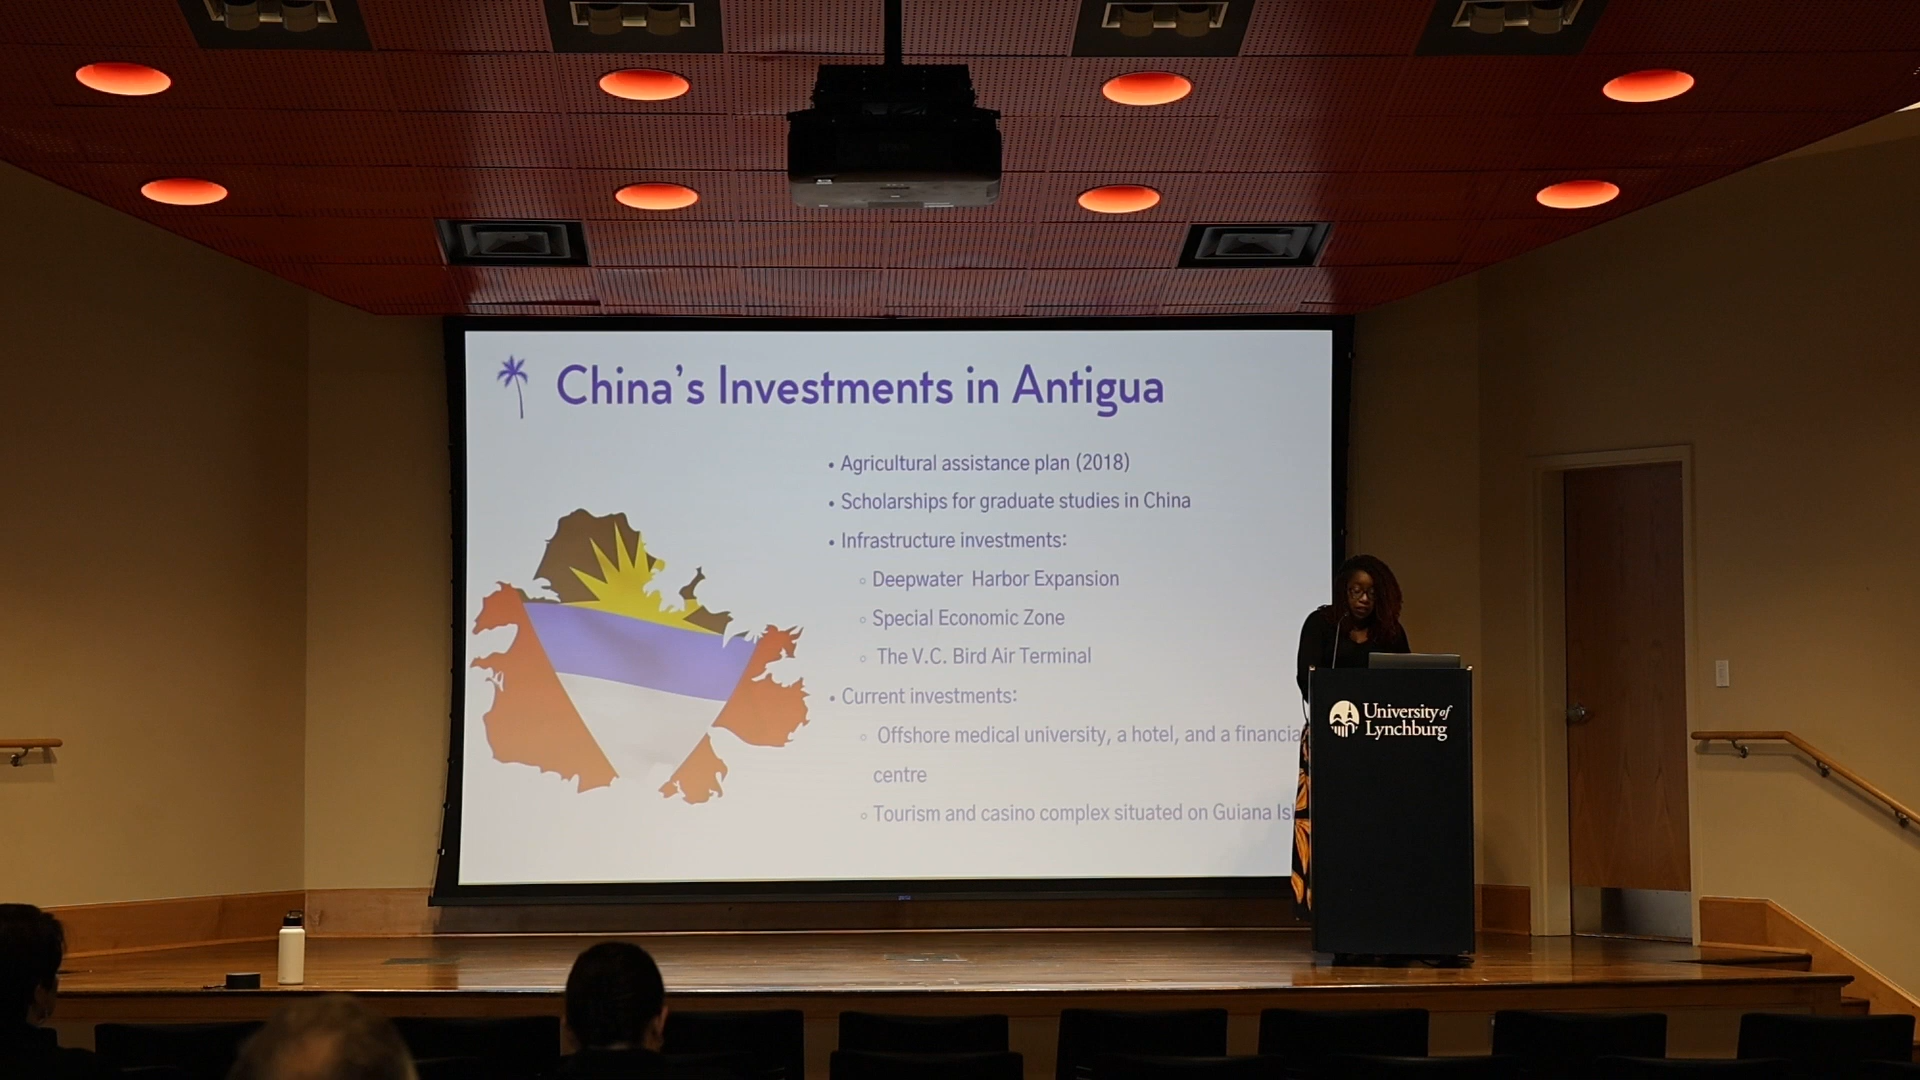 China's Investments in Antigua
• Agricultural assistance plan (2018)
• Scholarships for graduate studies in China
• Infrastructure investments:
◦ Deepwater Harbor Expansion
◦ Special Economic Zone
◦ The V.C. Bird Air Terminal
• Current investments:
◦ Offshore medical university, a hotel, and a financia
centre
◦ Tourism and casino complex situated on Guiana Is
University of
Lynchburg